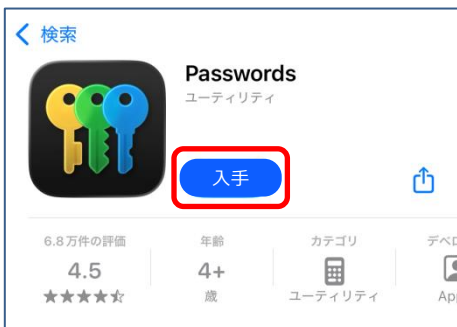 検索
Passwords
ユーティリティ
入手
6.8万件の評価
年齢
カテゴリ
デベロ
4.5
4+
★★★★☆
歳
ユーティリティ
App